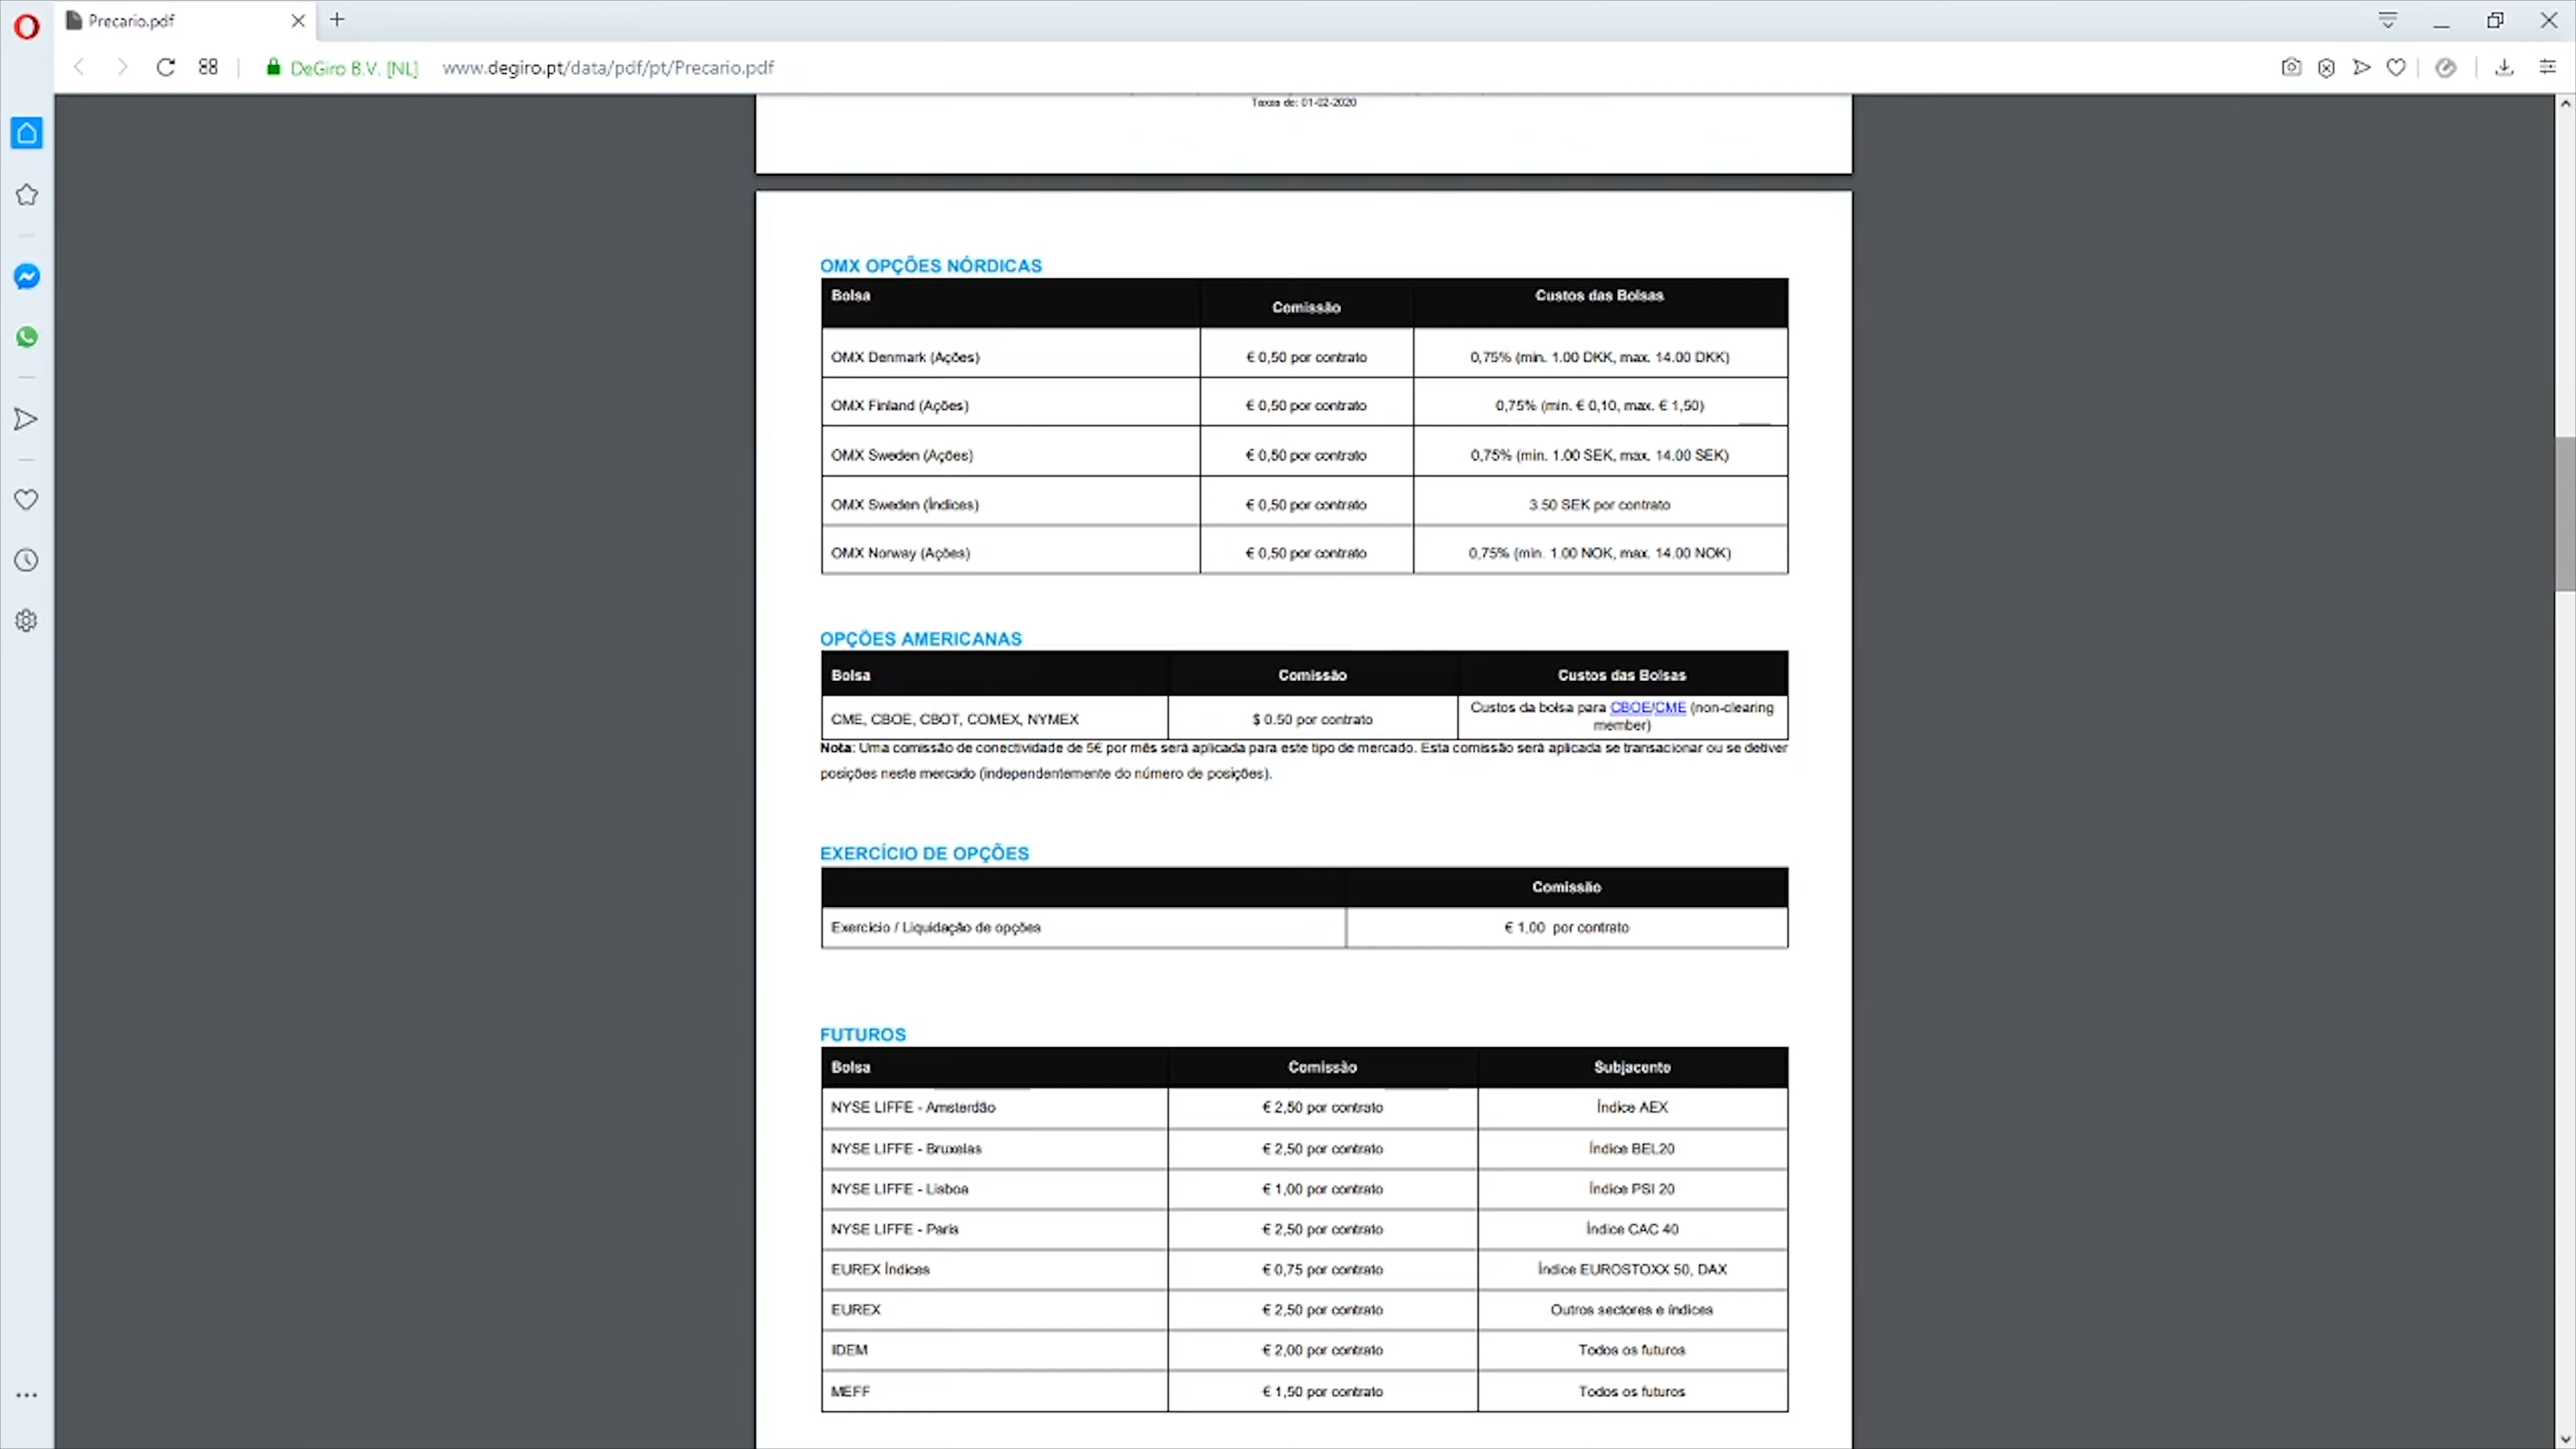 Precario.pdf
DeGiro B.V. [NL] www.degiro.pt/data/pdf/pt/Precario.pdf
Taxas de: 01-02-2020
OMX OPÇÕES NÓRDICAS
Bolsa Comissão Custos das Bolsas
OMX Denmark (Ações) € 0,50 por contrato 0,75% (min. 1.00 DKK, max. 14.00 DKK)
OMX Finland (Ações) € 0,50 por contrato 0,75% (min. € 0,10, max. € 1,50)
OMX Sweden (Ações) € 0,50 por contrato 0,75% (min. 1.00 SEK, max. 14.00 SEK)
OMX Sweden (Índices) € 0,50 por contrato 3.50 SEK por contrato
OMX Norway (Ações) € 0,50 por contrato 0,75% (min. 1.00 NOK, max. 14.00 NOK)
OPÇÕES AMERICANAS
Bolsa Comissão Custos das Bolsas
CME, CBOE, CBOT, COMEX, NYMEX $ 0.50 por contrato Custos da bolsa para CBOE/CME (non-clearing
member)
Nota: Uma comissão de conectividade de 5€ por mês será aplicada para este tipo de mercado. Esta comissão será aplicada se transacionar ou se detiver
posições neste mercado (independentemente do número de posições).
EXERCÍCIO DE OPÇÕES
Comissão
Exercício / Liquidação de opções € 1,00 por contrato
FUTUROS
Bolsa Comissão Subjacente
NYSE LIFFE - Amsterdão € 2,50 por contrato Índice AEX
NYSE LIFFE - Bruxelas € 2,50 por contrato Índice BEL20
NYSE LIFFE - Lisboa € 1,00 por contrato Índice PSI 20
NYSE LIFFE - Paris € 2,50 por contrato Índice CAC 40
EUREX Índices € 0,75 por contrato Índice EUROSTOXX 50, DAX
EUREX € 2,50 por contrato Outros sectores e índices
IDEM € 2,00 por contrato Todos os futuros
MEFF € 1,50 por contrato Todos os futuros